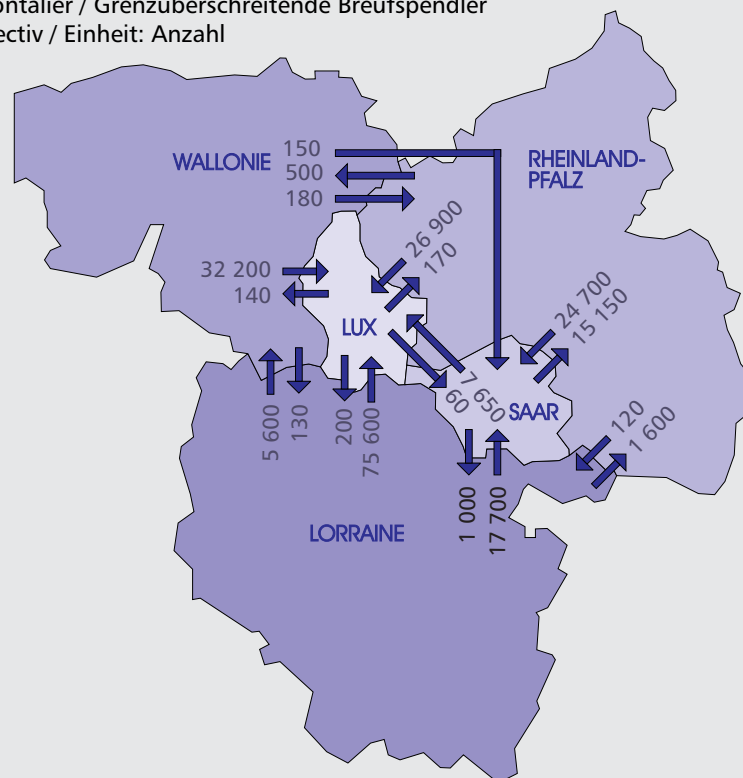 ontalier / Grenzüberschreitende Breufspendler
ectiv / Einheit: Anzahl
WALLONIE
150
500
180
RHEINLAND-
PFALZ
26 900
170
32 200
140
LUX
24 700
15 150
7 650
60
SAAR
5 600
130
200
75 600
120
1 600
1 000
17 700
LORRAINE